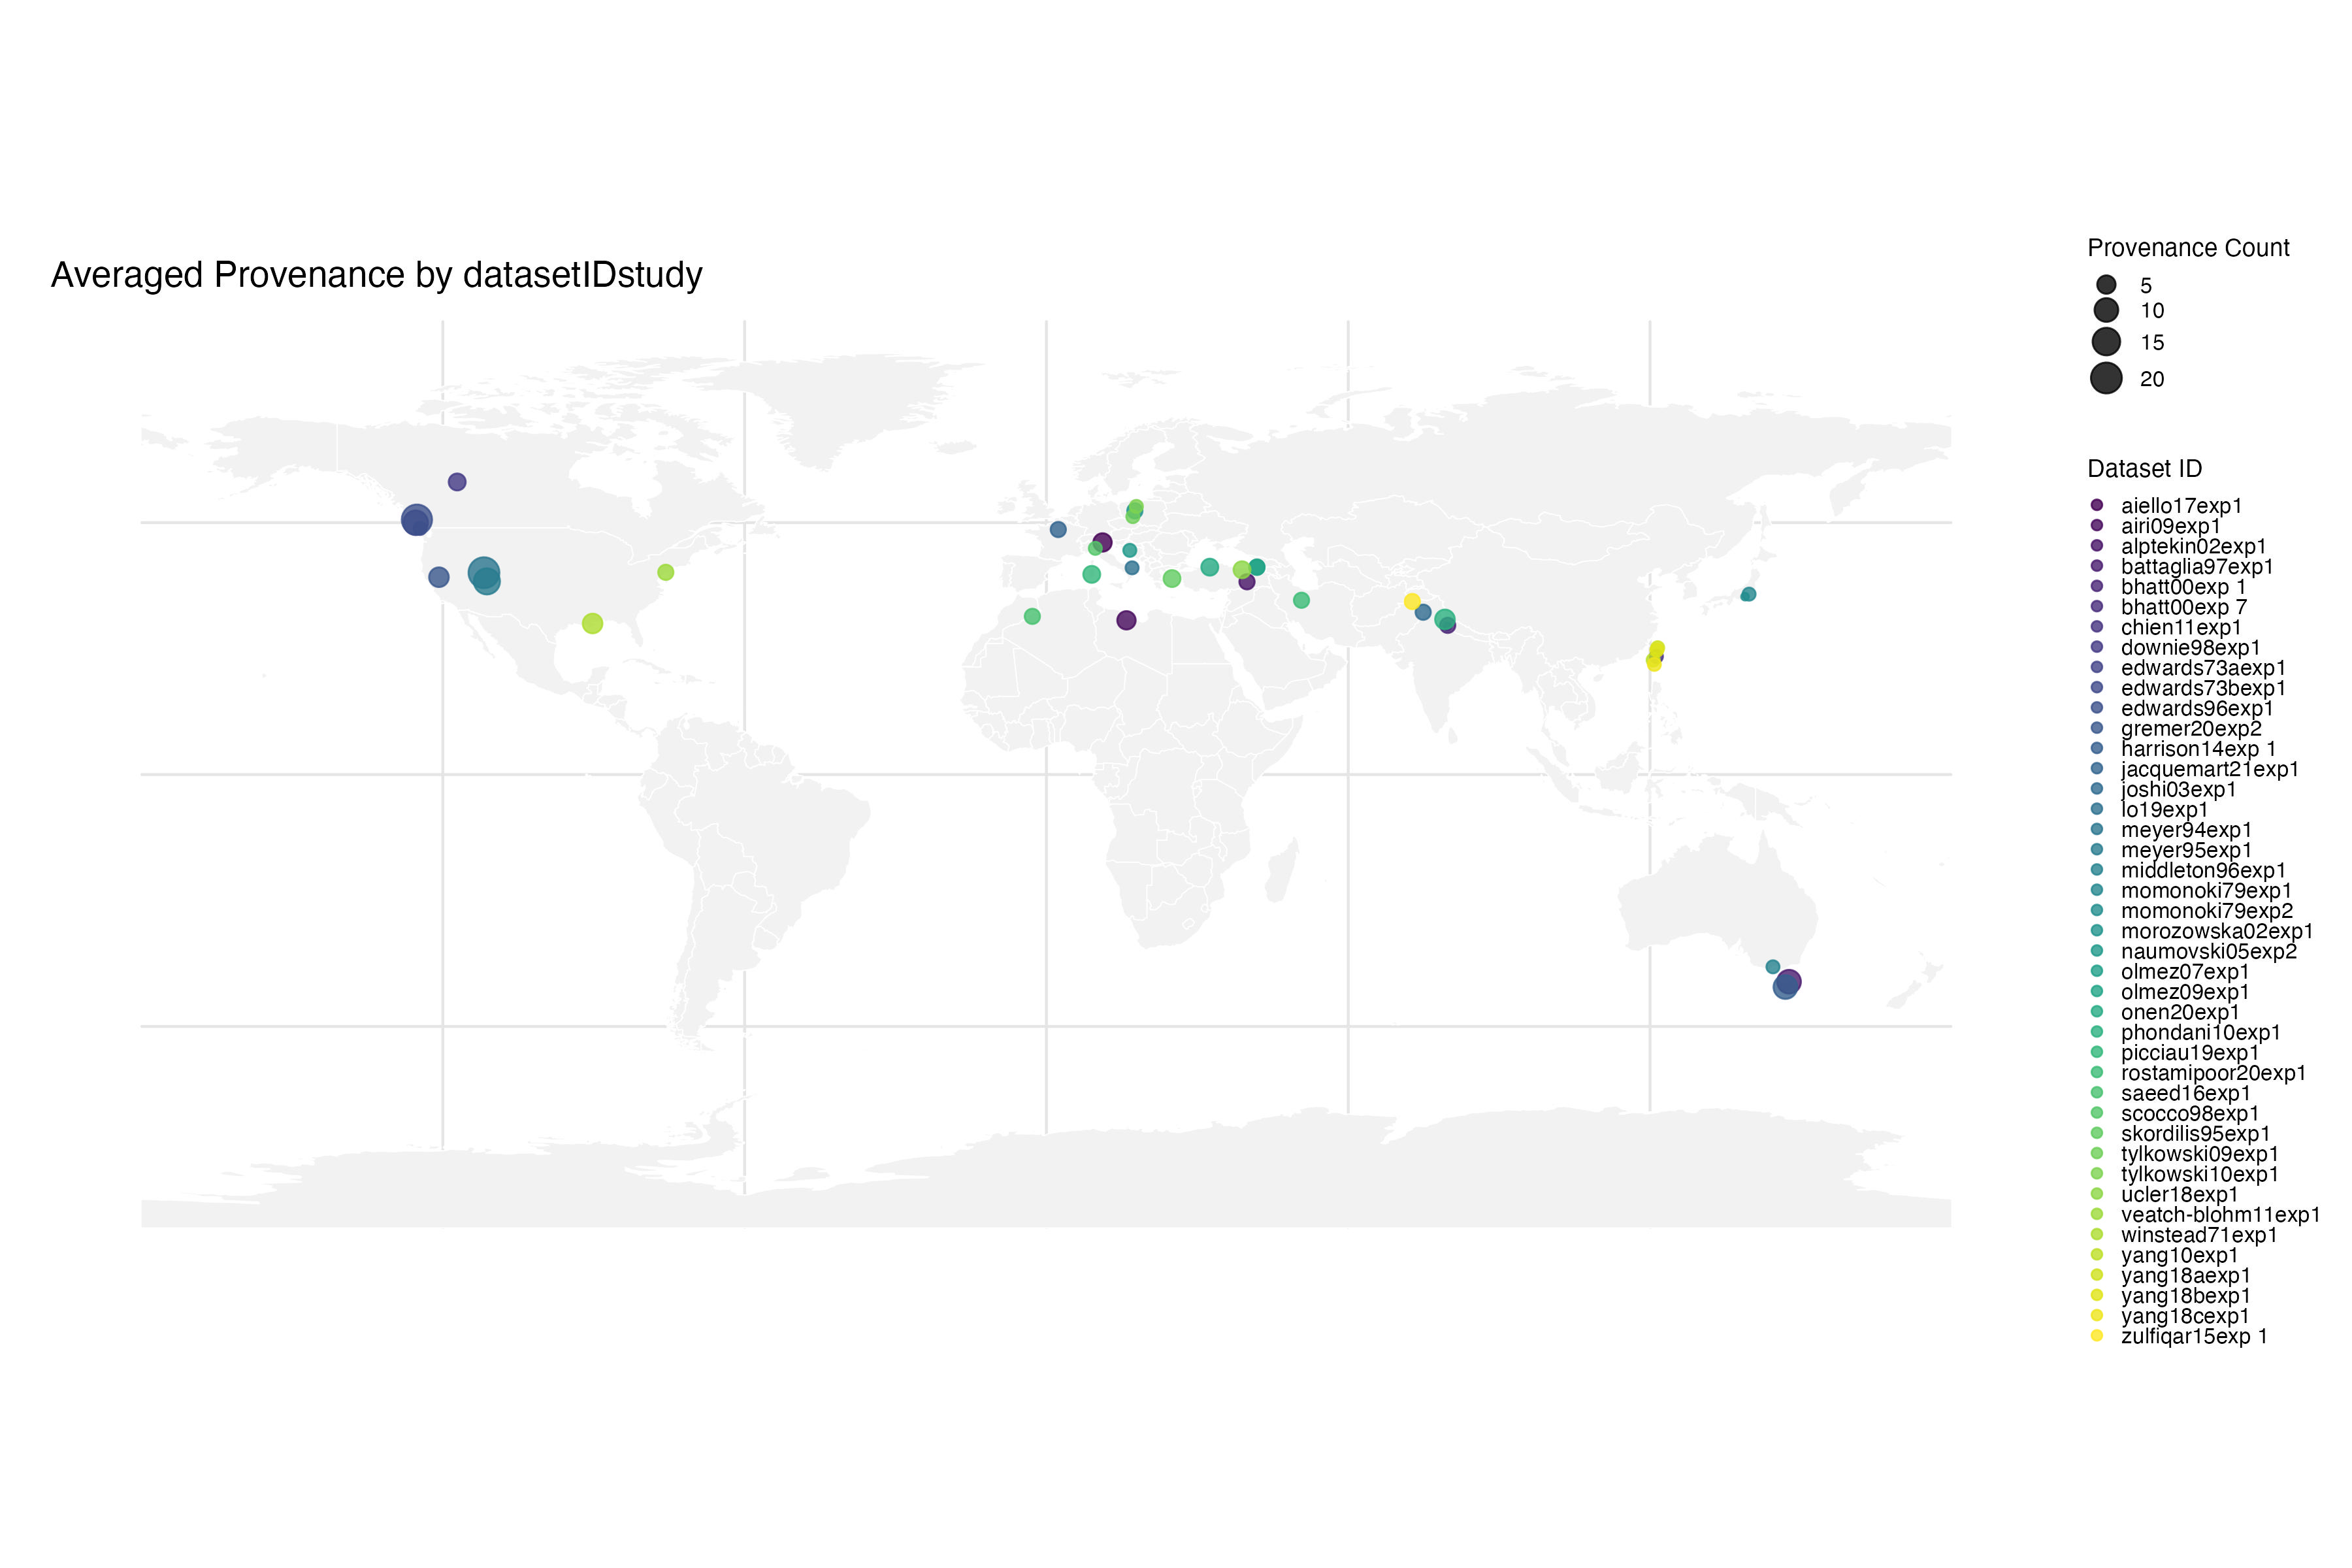 Averaged Provenance by datasetIDstudy
Provenance Count
5
10
15
20
Dataset ID
aiello17exp1
airi09exp1
alptekin02exp1
battaglia97exp1
bhatt00exp 1
bhatt00exp 7
chien11exp1
downie98exp1
edwards73aexp1
edwards73bexp1
edwards96exp1
gremer20exp2
harrison14exp 1
jacquemart21exp1
joshi03exp1
lo19exp1
meyer94exp1
meyer95exp1
middleton96exp1
momonoki79exp1
momonoki79exp2
morozowska02exp1
naumovski05exp2
olmez07exp1
olmez09exp1
onen20exp1
phondani10exp1
picciau19exp1
rostamipoor20exp1
saeed16exp1
scocco98exp1
skordilis95exp1
tylkowski09exp1
tylkowski10exp1
ucler18exp1
veatch-blohm11exp1
winstead71exp1
yang10exp1
yang18aexp1
yang18bexp1
yang18cexp1
zulfiqar15exp 1